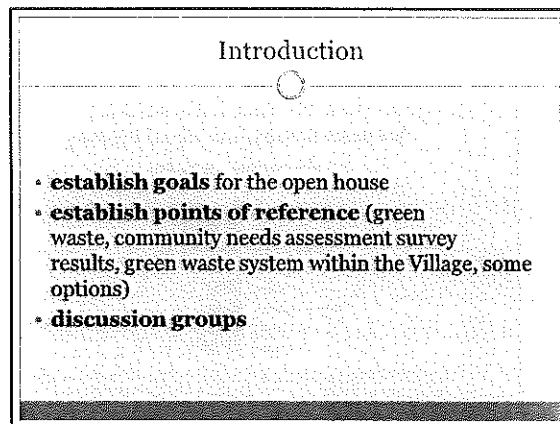 Introduction
• establish goals for the open house
• establish points of reference (green
waste, community needs assessment survey
results, green waste system within the Village, some
options)
• discussion groups